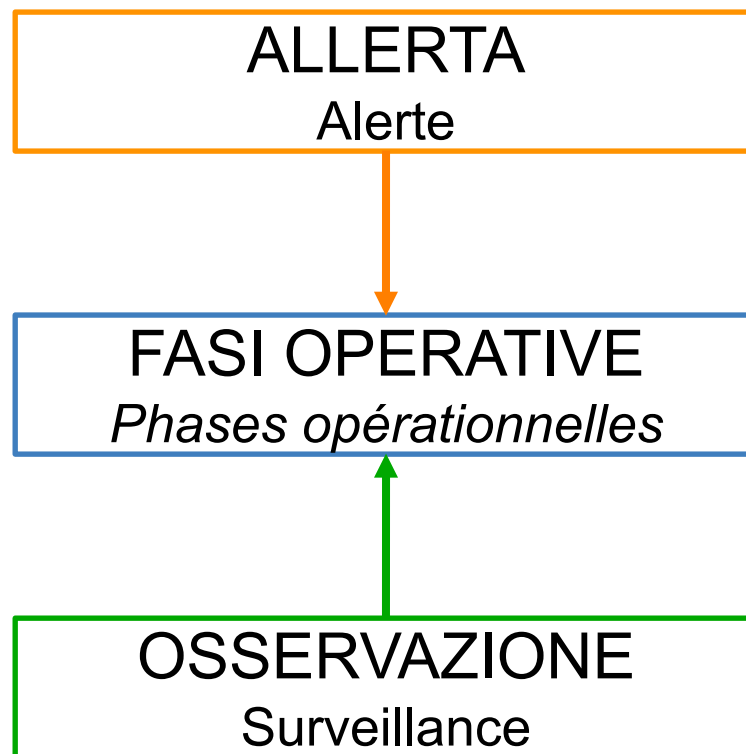 ALLERTA
Alerte
FASI OPERATIVE
Phases opérationnelles
OSSERVAZIONE
Surveillance